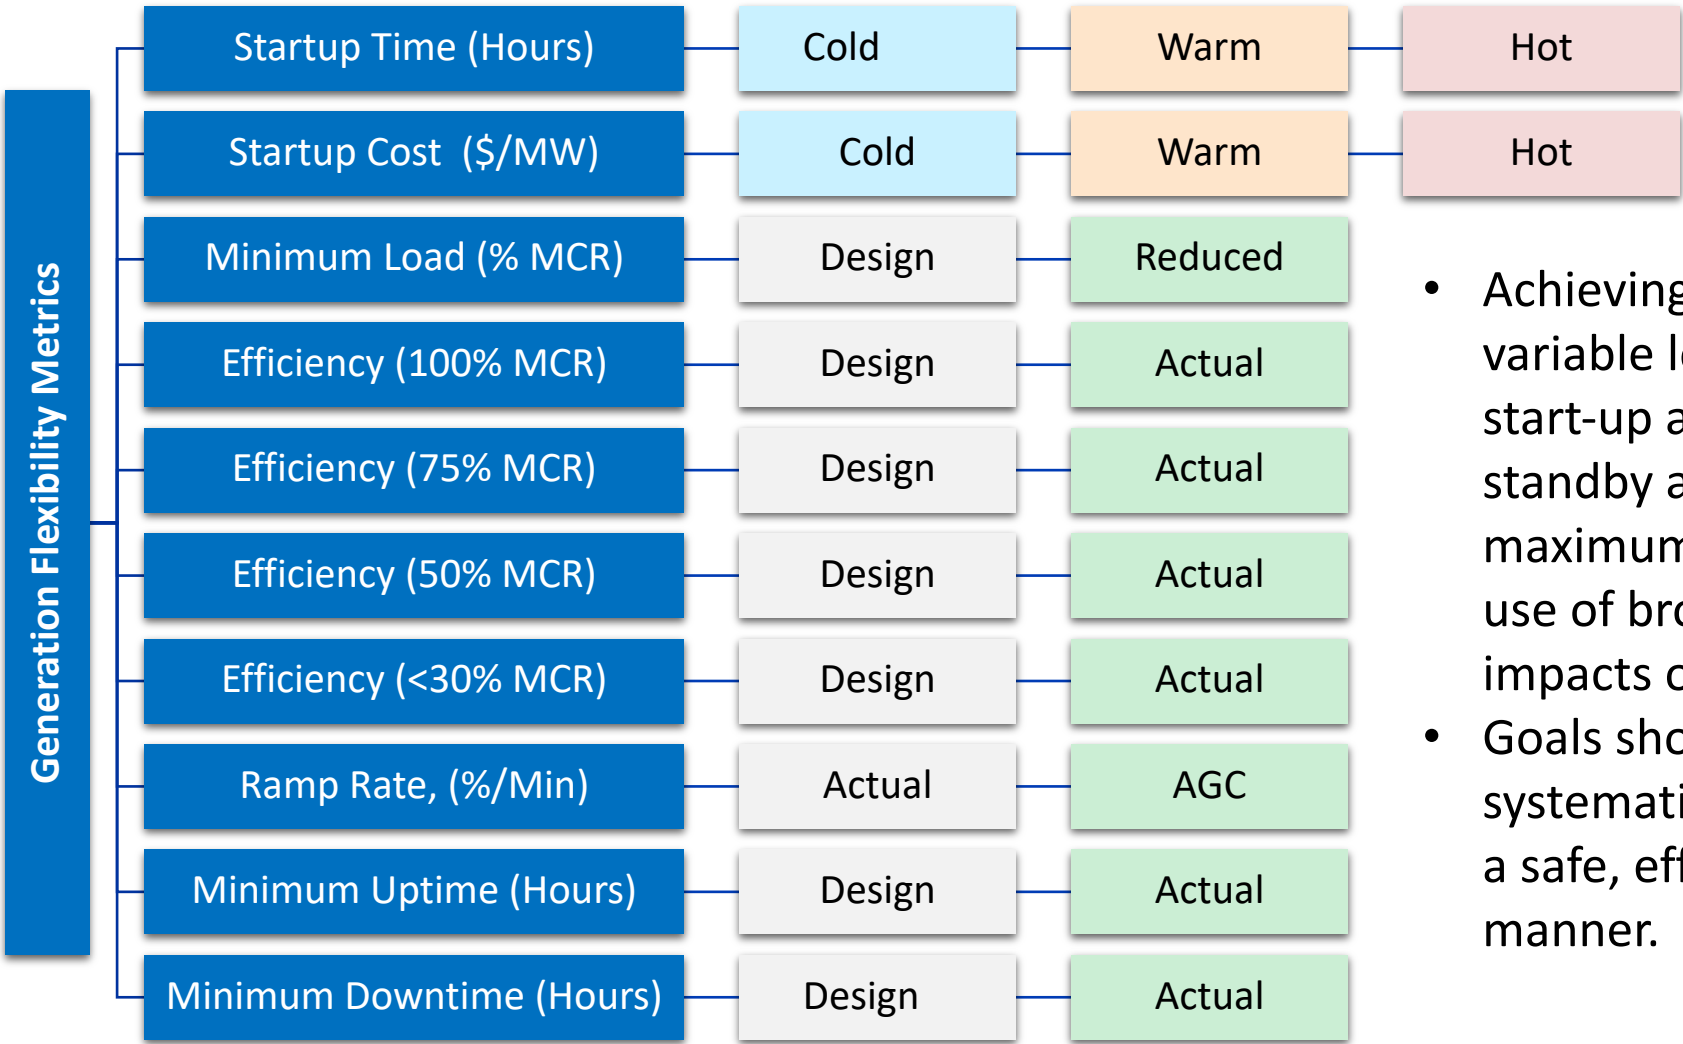 Generation Flexibility Metrics
Startup Time (Hours) Cold Warm Hot
Startup Cost ($/MW) Cold Warm Hot
Minimum Load (% MCR) Design Reduced
Efficiency (100% MCR) Design Actual
Efficiency (75% MCR) Design Actual
Efficiency (50% MCR) Design Actual
Efficiency (<30% MCR) Design Actual
Ramp Rate, (%/Min) Actual AGC
Minimum Uptime (Hours) Design Actual
Minimum Downtime (Hours) Design Actual
• Achieving
variable
start-up
standby
maximum
use of
impacts
• Goals
a safe,
manner.